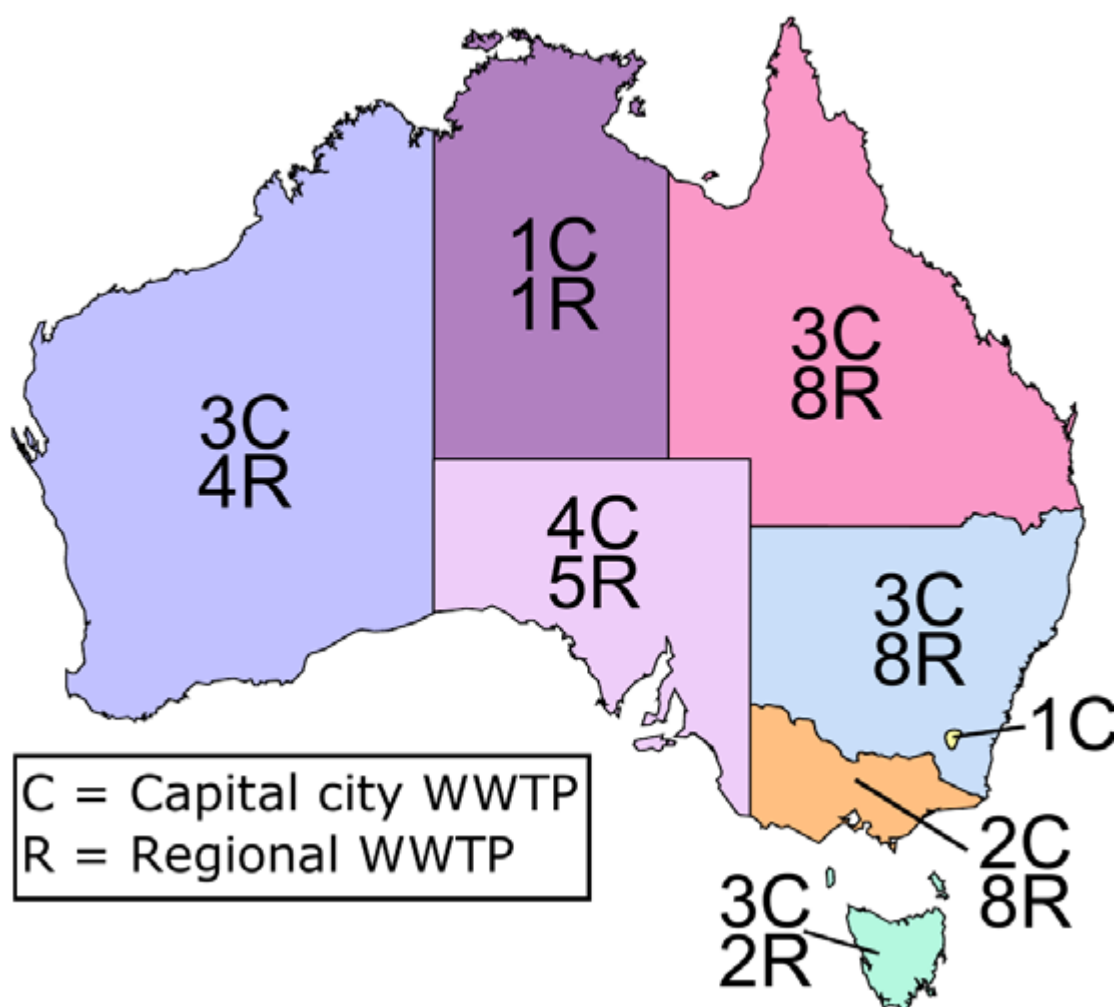 1C
1R
3C
8R
3C
4R
4C
5R
3C
8R
1C
C = Capital city WWTP
R = Regional WWTP
2C
8R
3C
2R